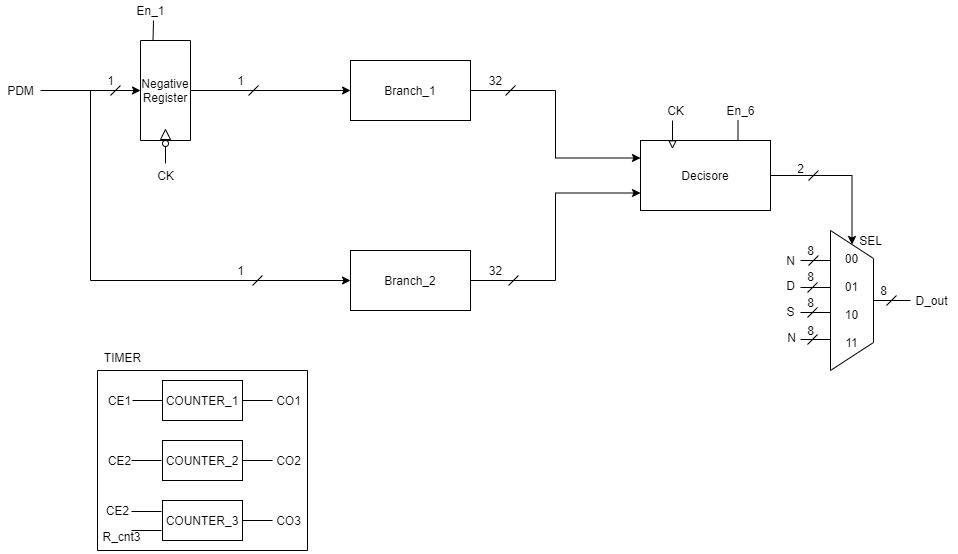 En_1
PDM
1
Negative
Register
CK
1
Branch_1
32
CK
En_6
Decisore
2
SEL
1
Branch_2
32
N
8
00
D
8
01
S
8
10
N
8
11
8
D_out
TIMER
CE1
COUNTER_1
CO1
CE2
COUNTER_2
CO2
CE2
R_cnt3
COUNTER_3
CO3